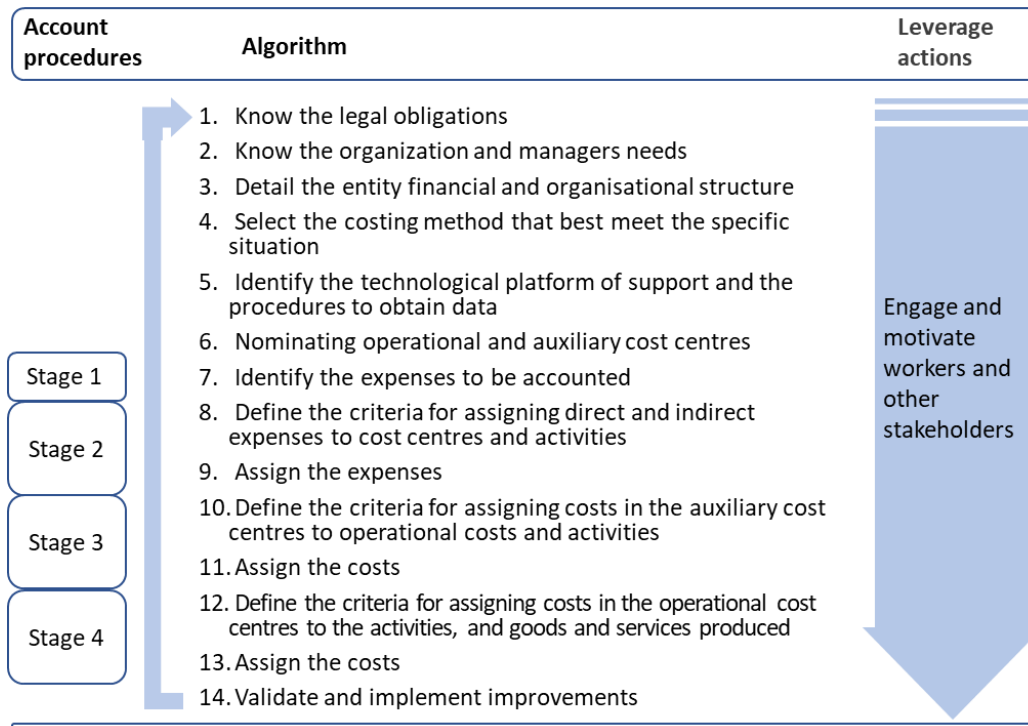 Account
procedures
Algorithm
Leverage
actions
1. Know the legal obligations
2. Know the organization and managers needs
3. Detail the entity financial and organisational structure
4. Select the costing method that best meet the specific
situation
5. Identify the technological platform of support and the
procedures to obtain data
6. Nominating operational and auxiliary cost centres
7. Identify the expenses to be accounted
8. Define the criteria for assigning direct and indirect
expenses to cost centres and activities
9. Assign the expenses
10. Define the criteria for assigning costs in the auxiliary cost
centres to operational costs and activities
11. Assign the costs
12. Define the criteria for assigning costs in the operational cost
centres to the activities, and goods and services produced
13. Assign the costs
14. Validate and implement improvements
Stage 1
Stage 2
Stage 3
Stage 4
Engage and
motivate
workers and
other
stakeholders